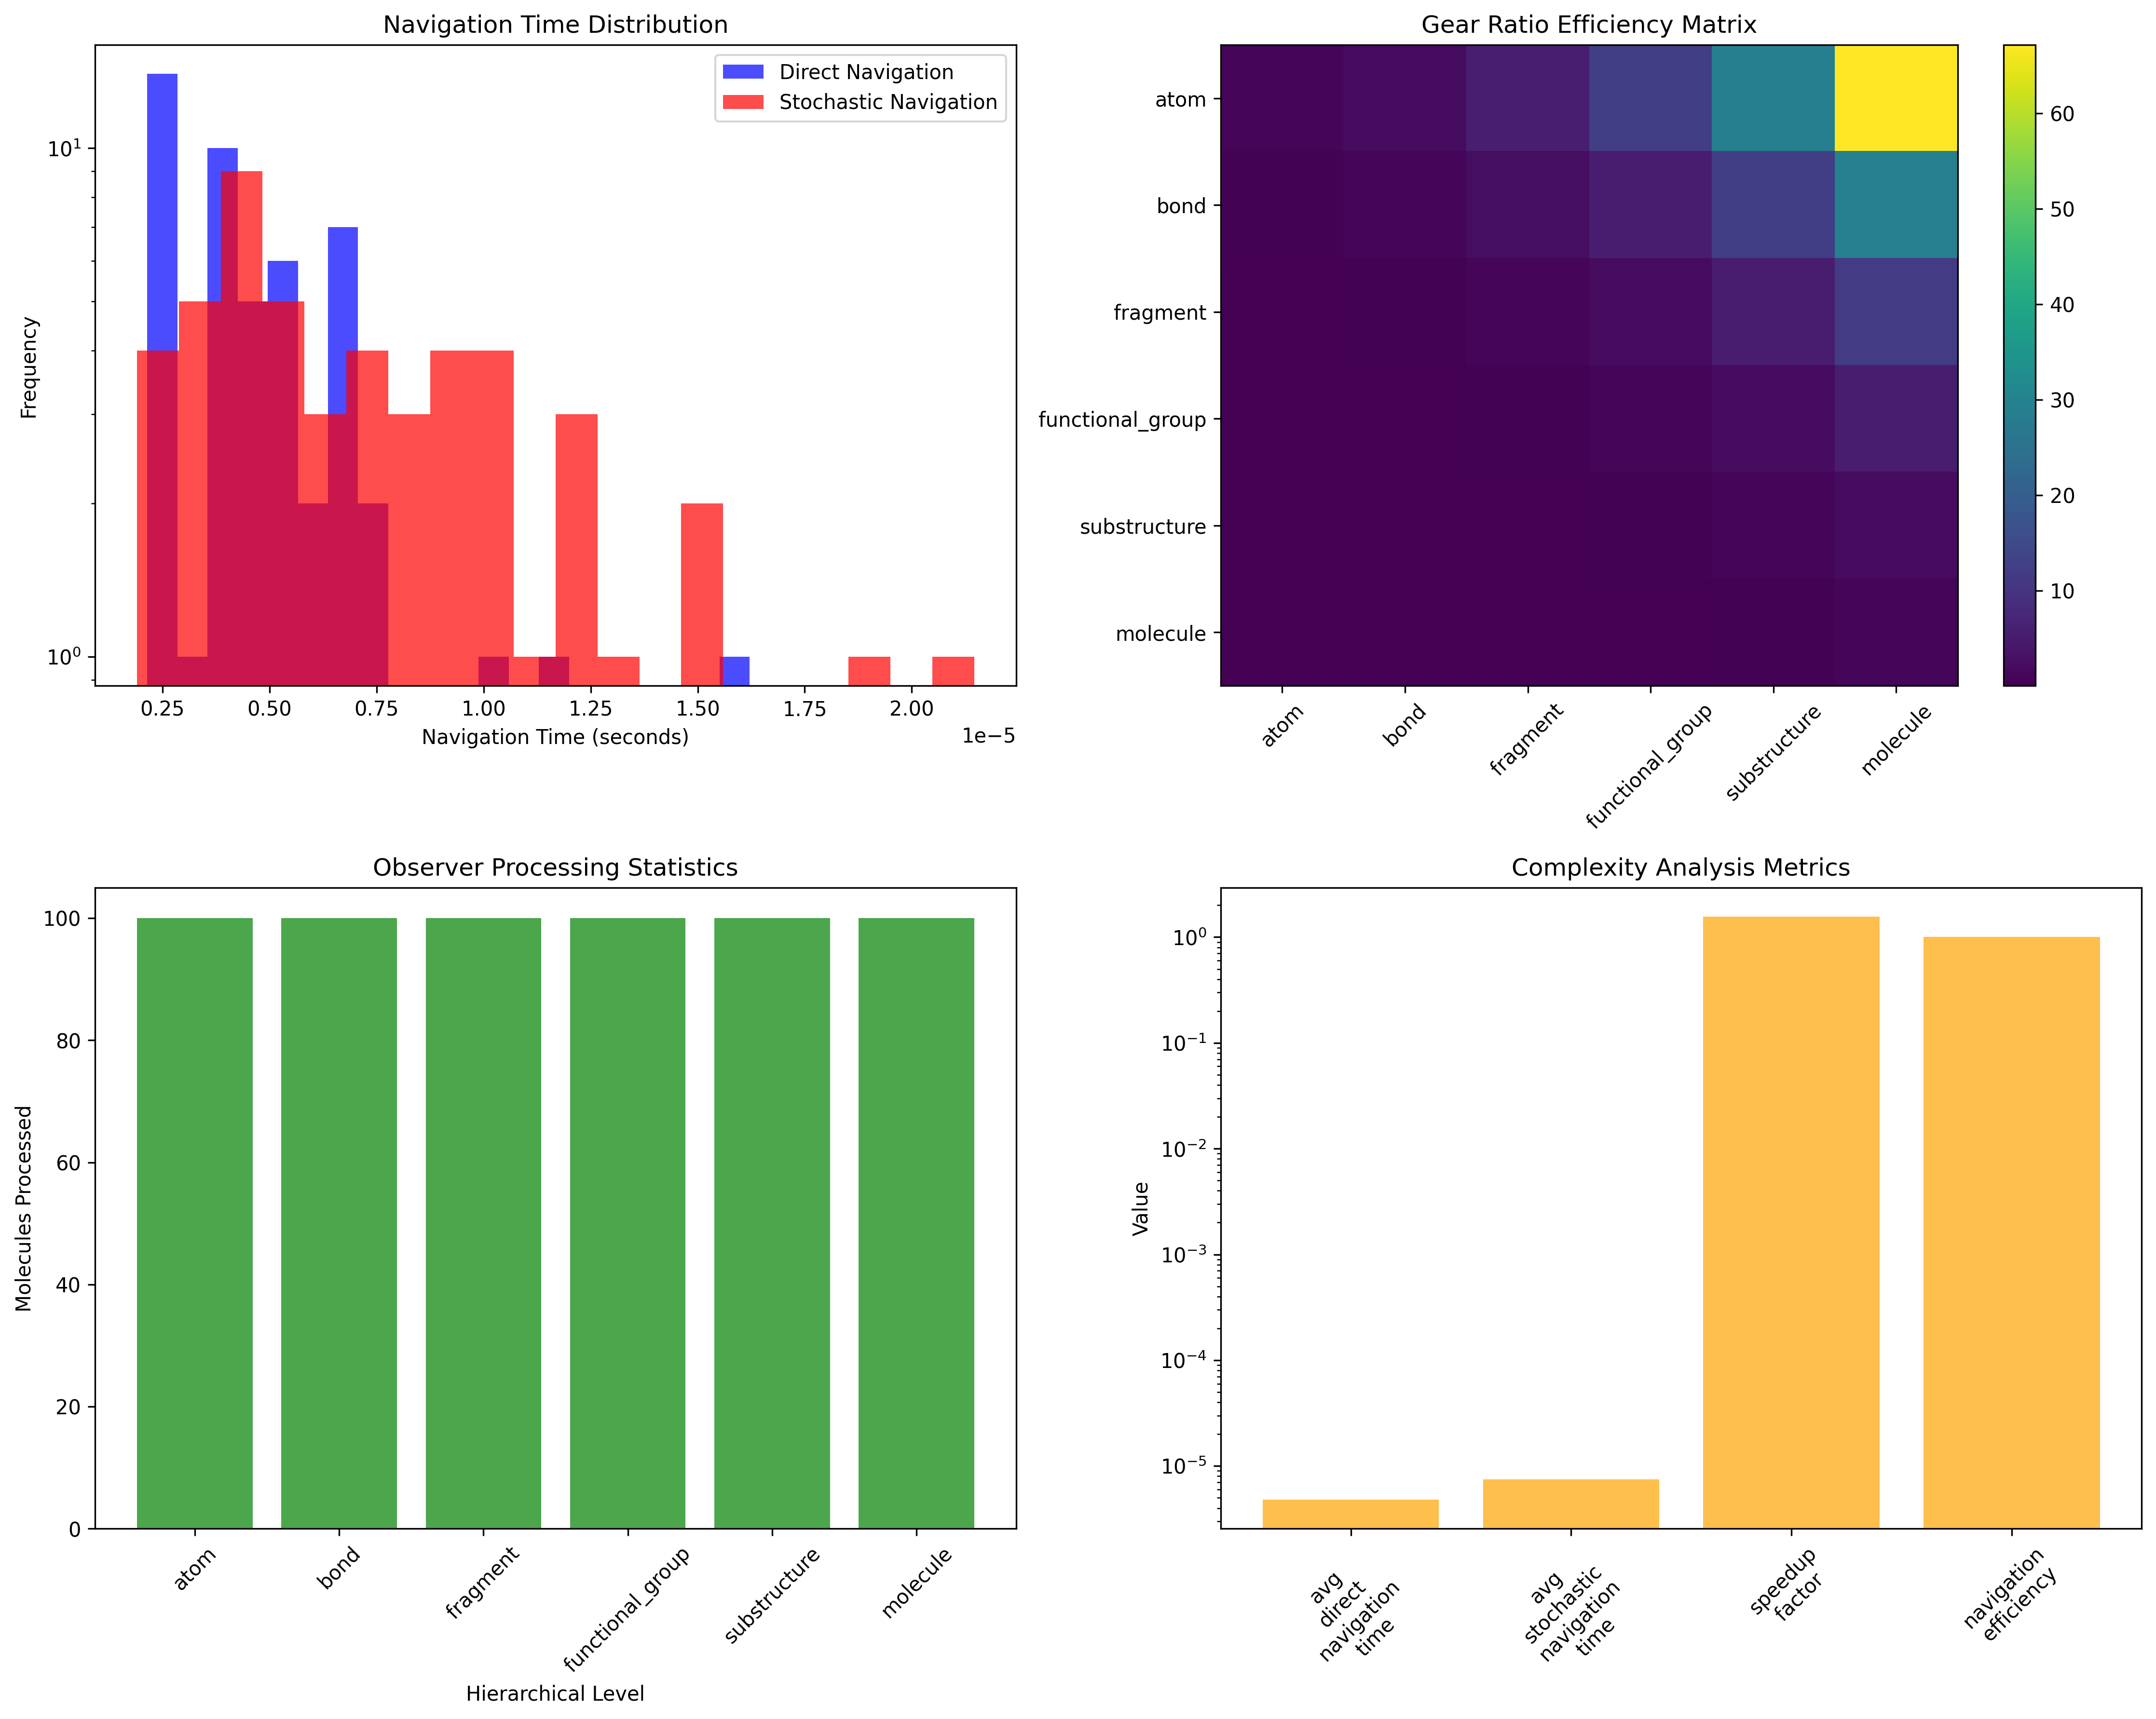 Navigation Time Distribution
Direct Navigation
Stochastic Navigation
Frequency
10¹
10⁰
0.25 0.50 0.75 1.00 1.25 1.50 1.75 2.00
Navigation Time (seconds)
1e−5
Gear Ratio Efficiency Matrix
atom
bond
fragment
functional_group
substructure
molecule
atom bond fragment functional_group substructure molecule
60
50
40
30
20
10
Observer Processing Statistics
Molecules Processed
100
80
60
40
20
0
atom bond fragment functional_group substructure molecule
Hierarchical Level
Complexity Analysis Metrics
Value
10⁰
10⁻¹
10⁻²
10⁻³
10⁻⁴
10⁻⁵
avg
direct
navigation
time
avg
stochastic
navigation
time
speedup
factor
navigation
efficiency